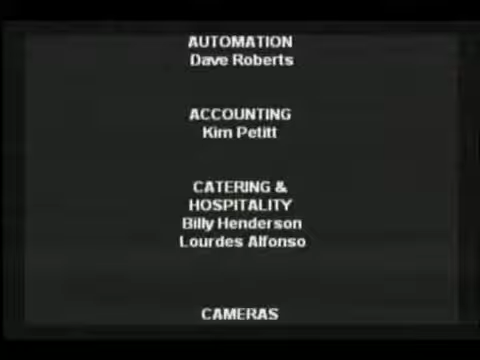 AUTOMATION
Dave Roberts
ACCOUNTING
Kim Petitt
CATERING &
HOSPITALITY
Billy Henderson
Lourdes Alfonso
CAMERAS